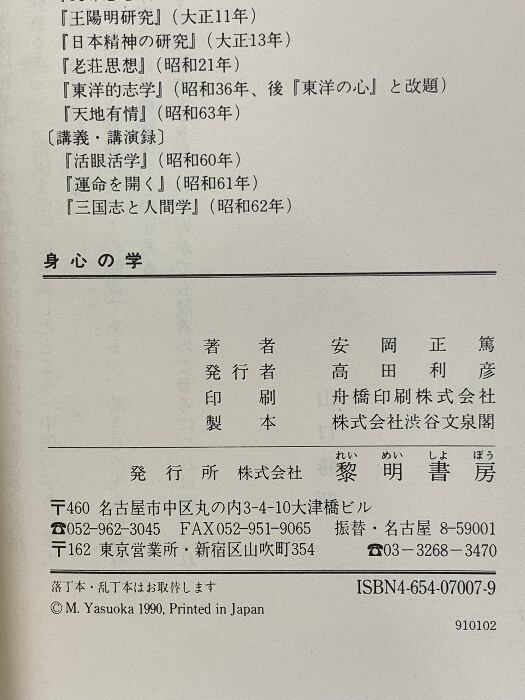 『王陽明研究』（大正11年）
『日本精神の研究』（大正13年）
『老荘思想』（昭和21年）
『東洋的志学』（昭和36年、後『東洋の心』と改題）
『天地有情』（昭和63年）
〔講義・講演録〕
『活眼活学』（昭和60年）
『運命を開く』（昭和61年）
『三国志と人間学』（昭和62年）
身心の学
著者 安岡正篤
発行者 高田利彦
印刷 舟橋印刷株式会社
製本 株式会社渋谷文泉閣
れい めい しょ ぼう
発行所 株式会社 黎明書房
〒460 名古屋市中区丸の内3-4-10大津橋ビル
☎052-962-3045 FAX052-951-9065 振替・名古屋 8-59001
〒162 東京営業所・新宿区山吹町354 ☎03-3268-3470
落丁本・乱丁本はお取替します ISBN4-654-07007-9
© M. Yasuoka 1990, Printed in Japan
910102